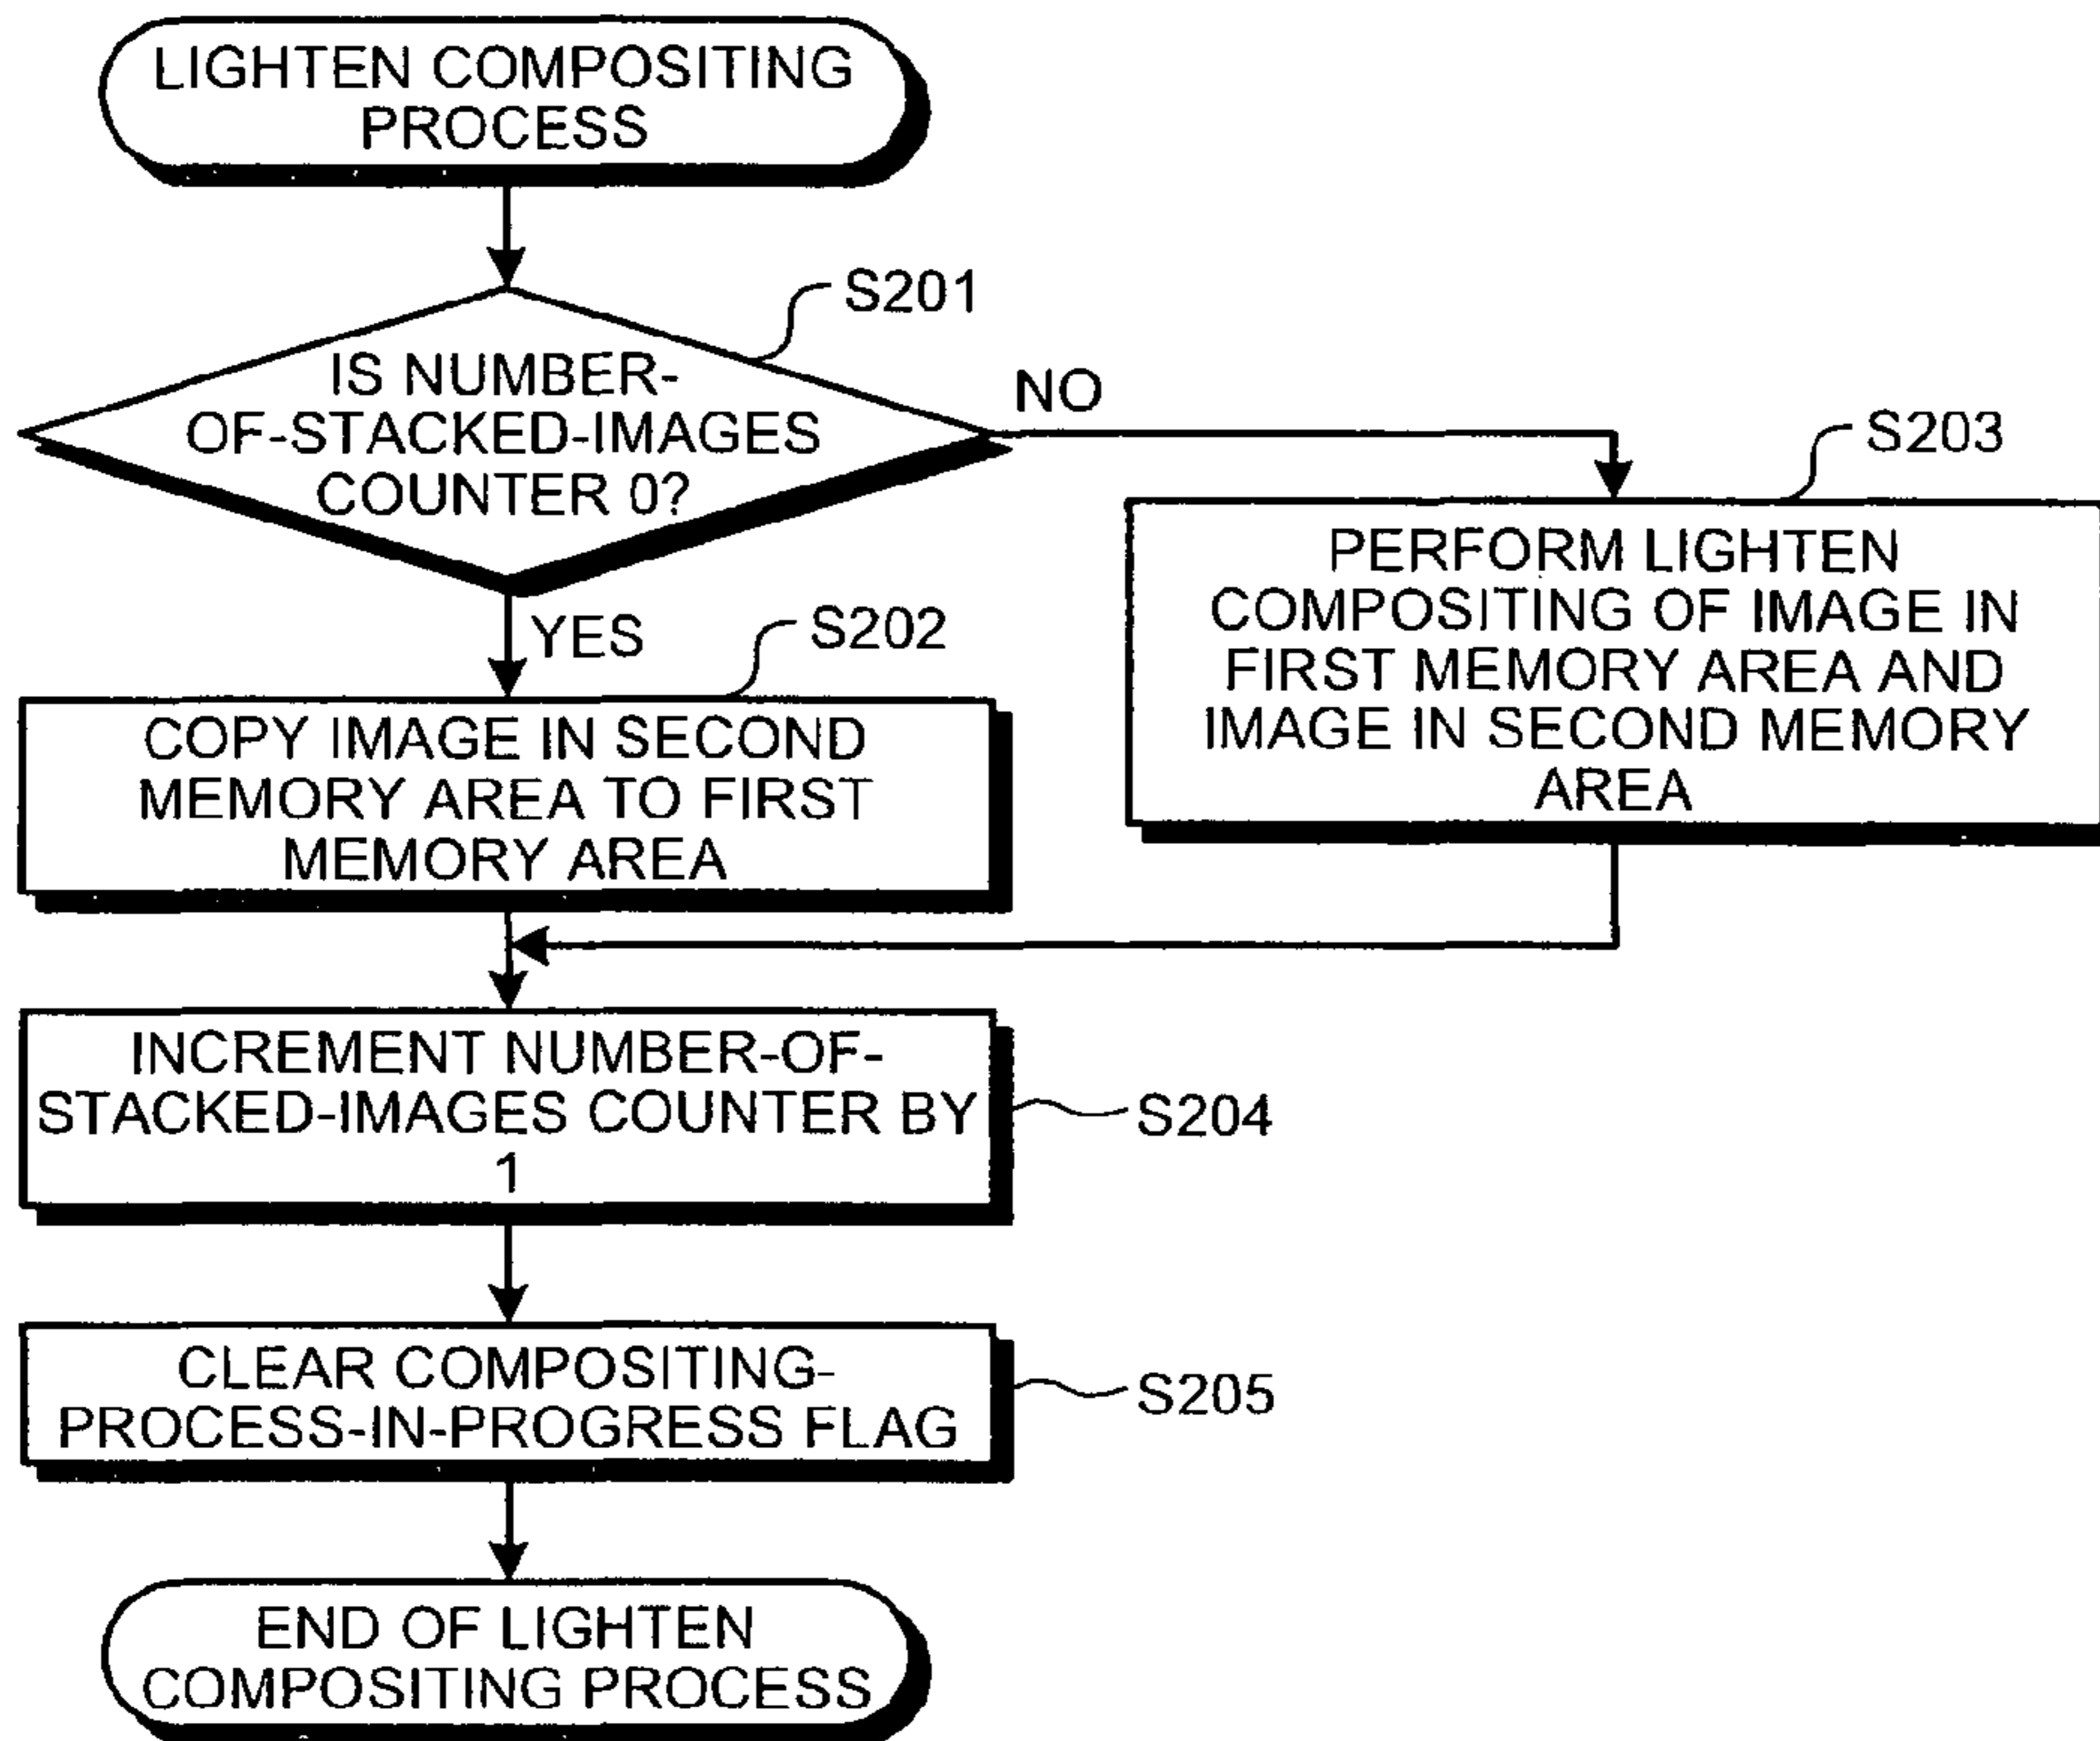 LIGHTEN COMPOSITING
PROCESS
S201
IS NUMBER-
OF-STACKED-IMAGES
COUNTER 0?
NO
YES
S203
PERFORM LIGHTEN
COMPOSITING OF IMAGE IN
FIRST MEMORY AREA AND
IMAGE IN SECOND MEMORY
AREA
S202
COPY IMAGE IN SECOND
MEMORY AREA TO FIRST
MEMORY AREA
INCREMENT NUMBER-OF-
STACKED-IMAGES COUNTER BY
1
S204
CLEAR COMPOSITING-
PROCESS-IN-PROGRESS FLAG
S205
END OF LIGHTEN
COMPOSITING PROCESS